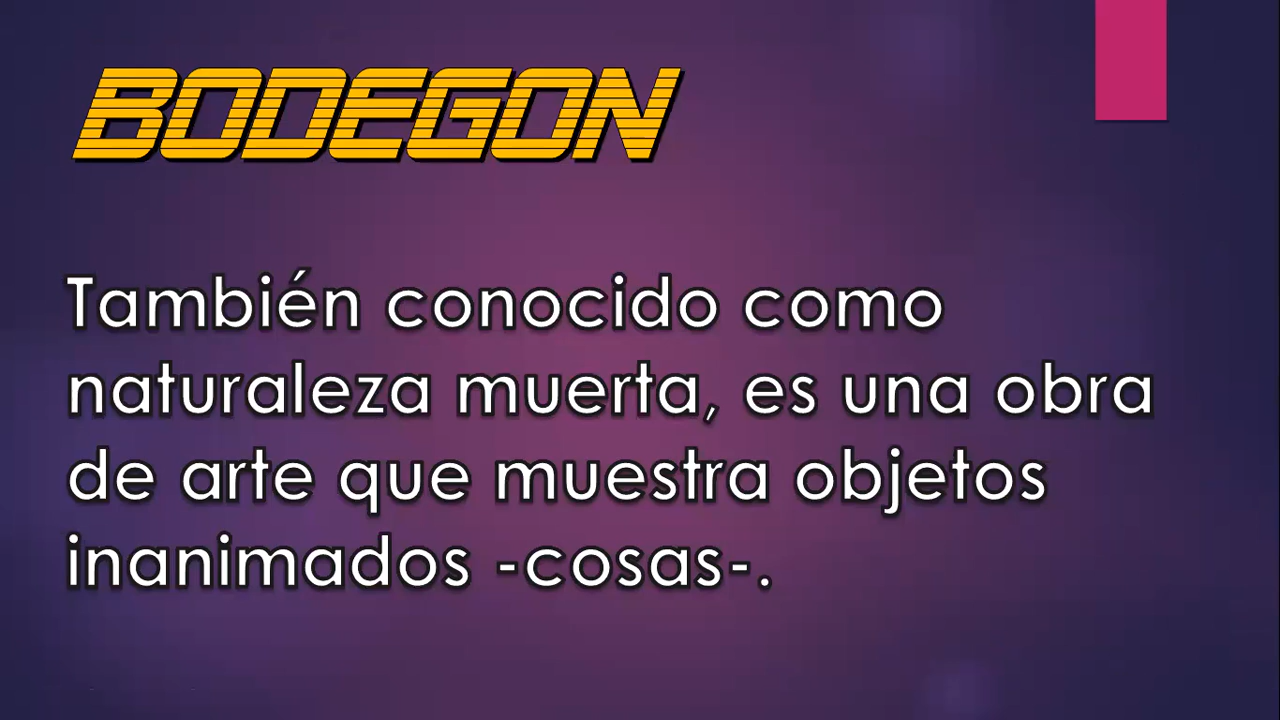 BODEGON
También conocido como
naturaleza muerta, es una obra
de arte que muestra objetos
inanimados -cosas-.